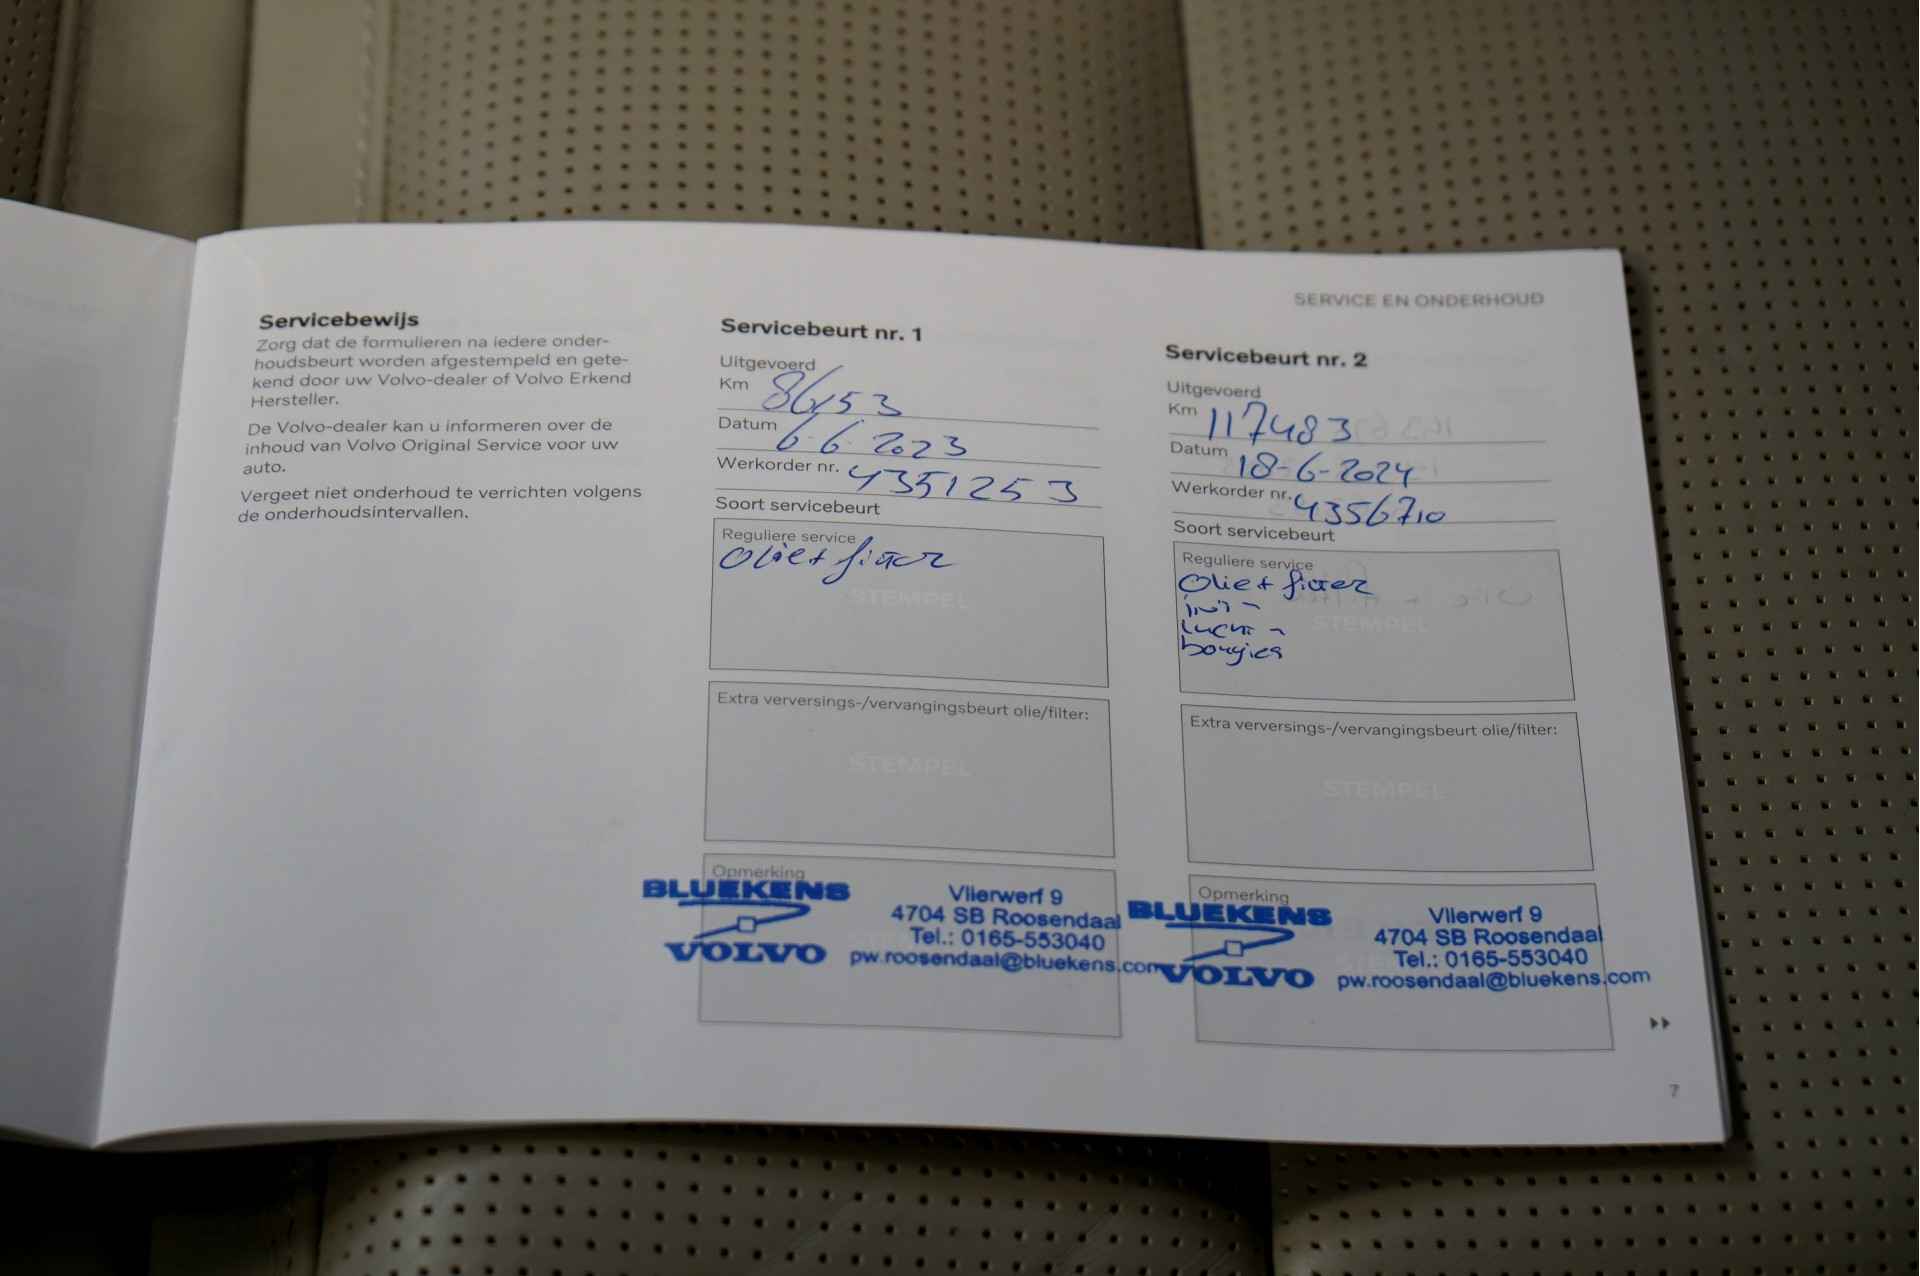 SERVICE EN ONDERHOUD
Servicebewijs
Zorg dat de formulieren na iedere onder-
houdsbeurt worden afgestempeld en gete-
kend door uw Volvo-dealer of Volvo Erkend
Hersteller.
De Volvo-dealer kan u informeren over de
inhoud van Volvo Original Service voor uw
auto.
Vergeet niet onderhoud te verrichten volgens
de onderhoudsintervallen.
Servicebeurt nr. 1
Uitgevoerd
Km
Datum 6-6-2023
Werkorder nr. 4351253
Soort servicebeurt
Reguliere service
Olie + filter
STEMPEL
Extra verversings-/vervangingsbeurt olie/filter:
STEMPEL
Opmerking
BLUEKENS
VOLVO
Vlierwerf 9
4704 SB Roosendaal
Tel.: 0165-553040
pw.roosendaal@bluekens.com
Servicebeurt nr. 2
Uitgevoerd
Km 117483
Datum 18-6-2024
Werkorder nr. 4356710
Soort servicebeurt
Reguliere service
Olie + filter
int -
lucht -
bougies
STEMPEL
Extra verversings-/vervangingsbeurt olie/filter:
STEMPEL
Opmerking
BLUEKENS
VOLVO
Vlierwerf 9
4704 SB Roosendaal
Tel.: 0165-553040
pw.roosendaal@bluekens.com
7